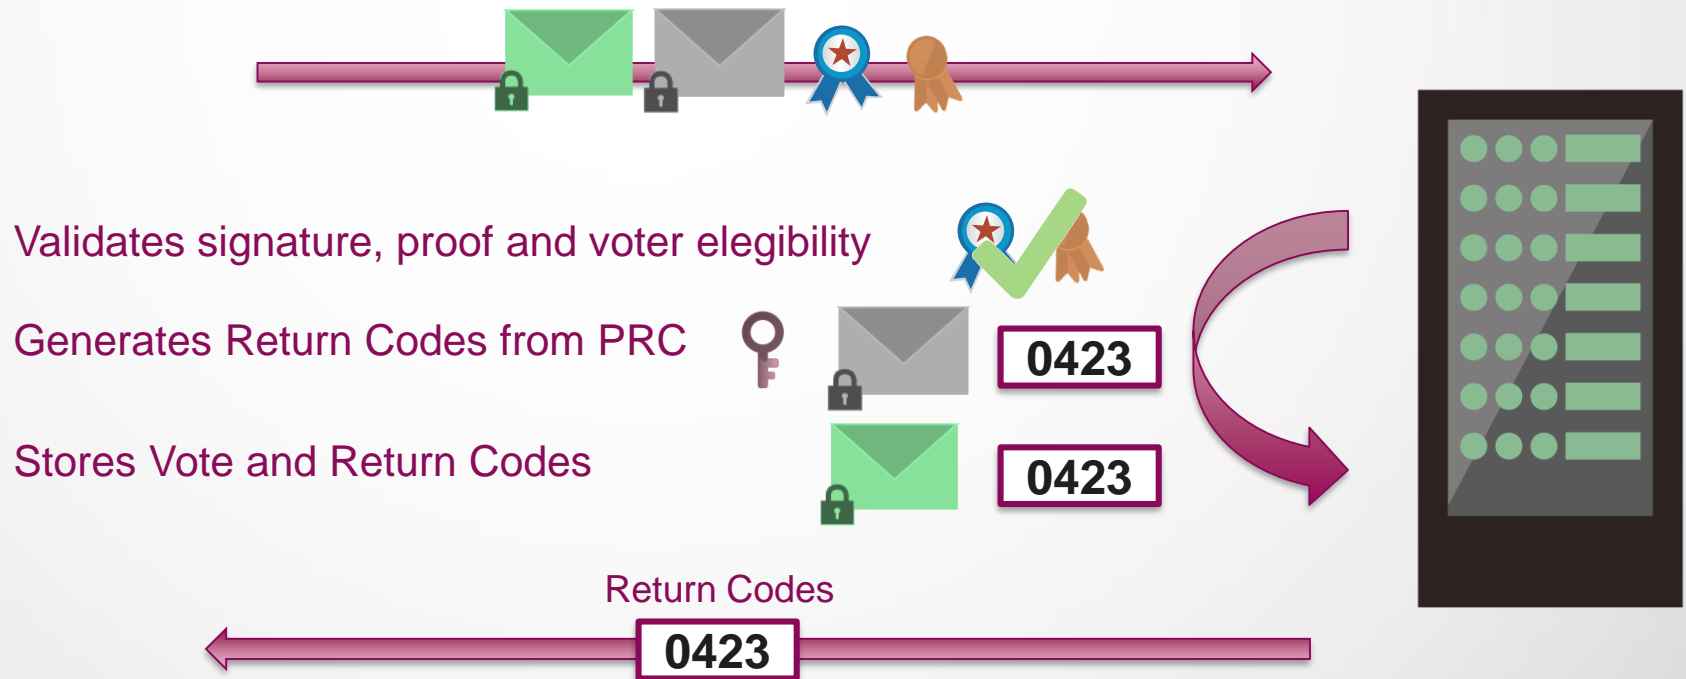 Validates signature, proof and voter elegibility
Generates Return Codes from PRC
0423
Stores Vote and Return Codes
0423
Return Codes
0423